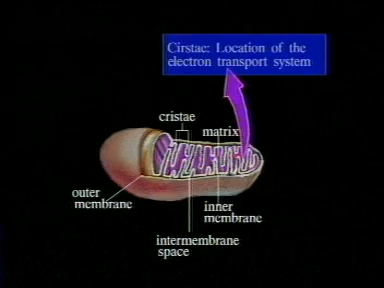 Cirstae: Location of the
electron transport system
cristae
matrix
outer
membrane
inner
membrane
intermembrane
space